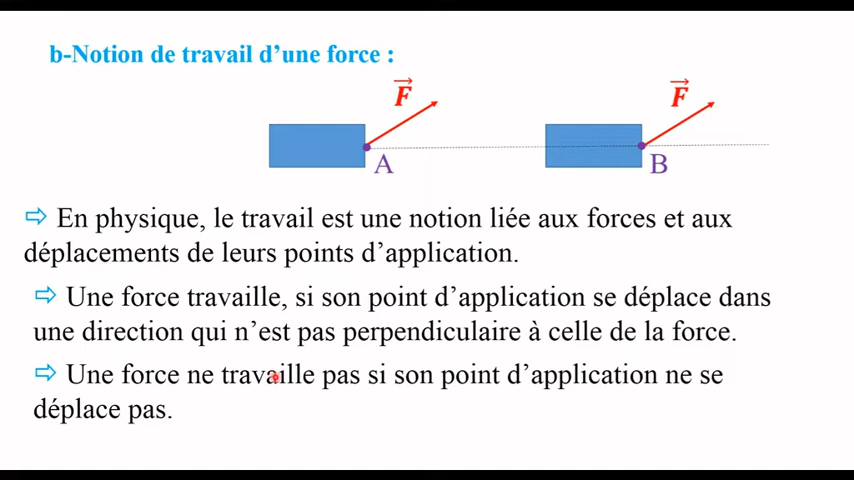 b-Notion de travail d’une force :
F F
A B
⇨ En physique, le travail est une notion liée aux forces et aux
déplacements de leurs points d’application.
⇨ Une force travaille, si son point d’application se déplace dans
une direction qui n’est pas perpendiculaire à celle de la force.
⇨ Une force ne travaille pas si son point d’application ne se
déplace pas.